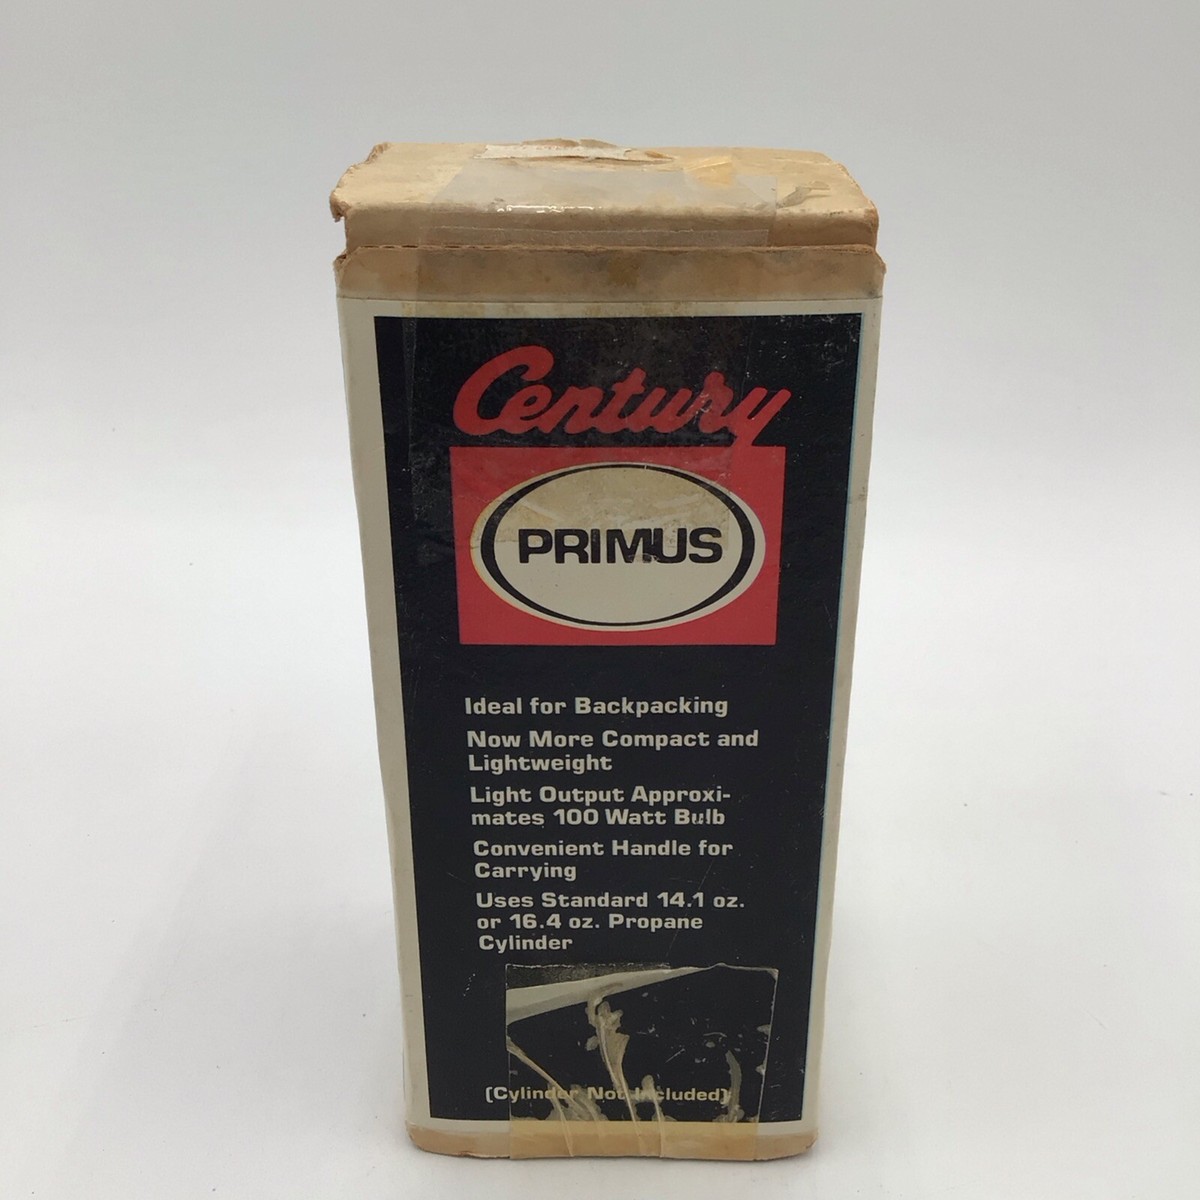 Century
PRIMUS
Ideal for Backpacking
Now More Compact and
Lightweight
Light Output Approxi-
mates 100 Watt Bulb
Convenient Handle for
Carrying
Uses Standard 14.1 oz.
or 16.4 oz. Propane
Cylinder
(Cylinder Not Included)